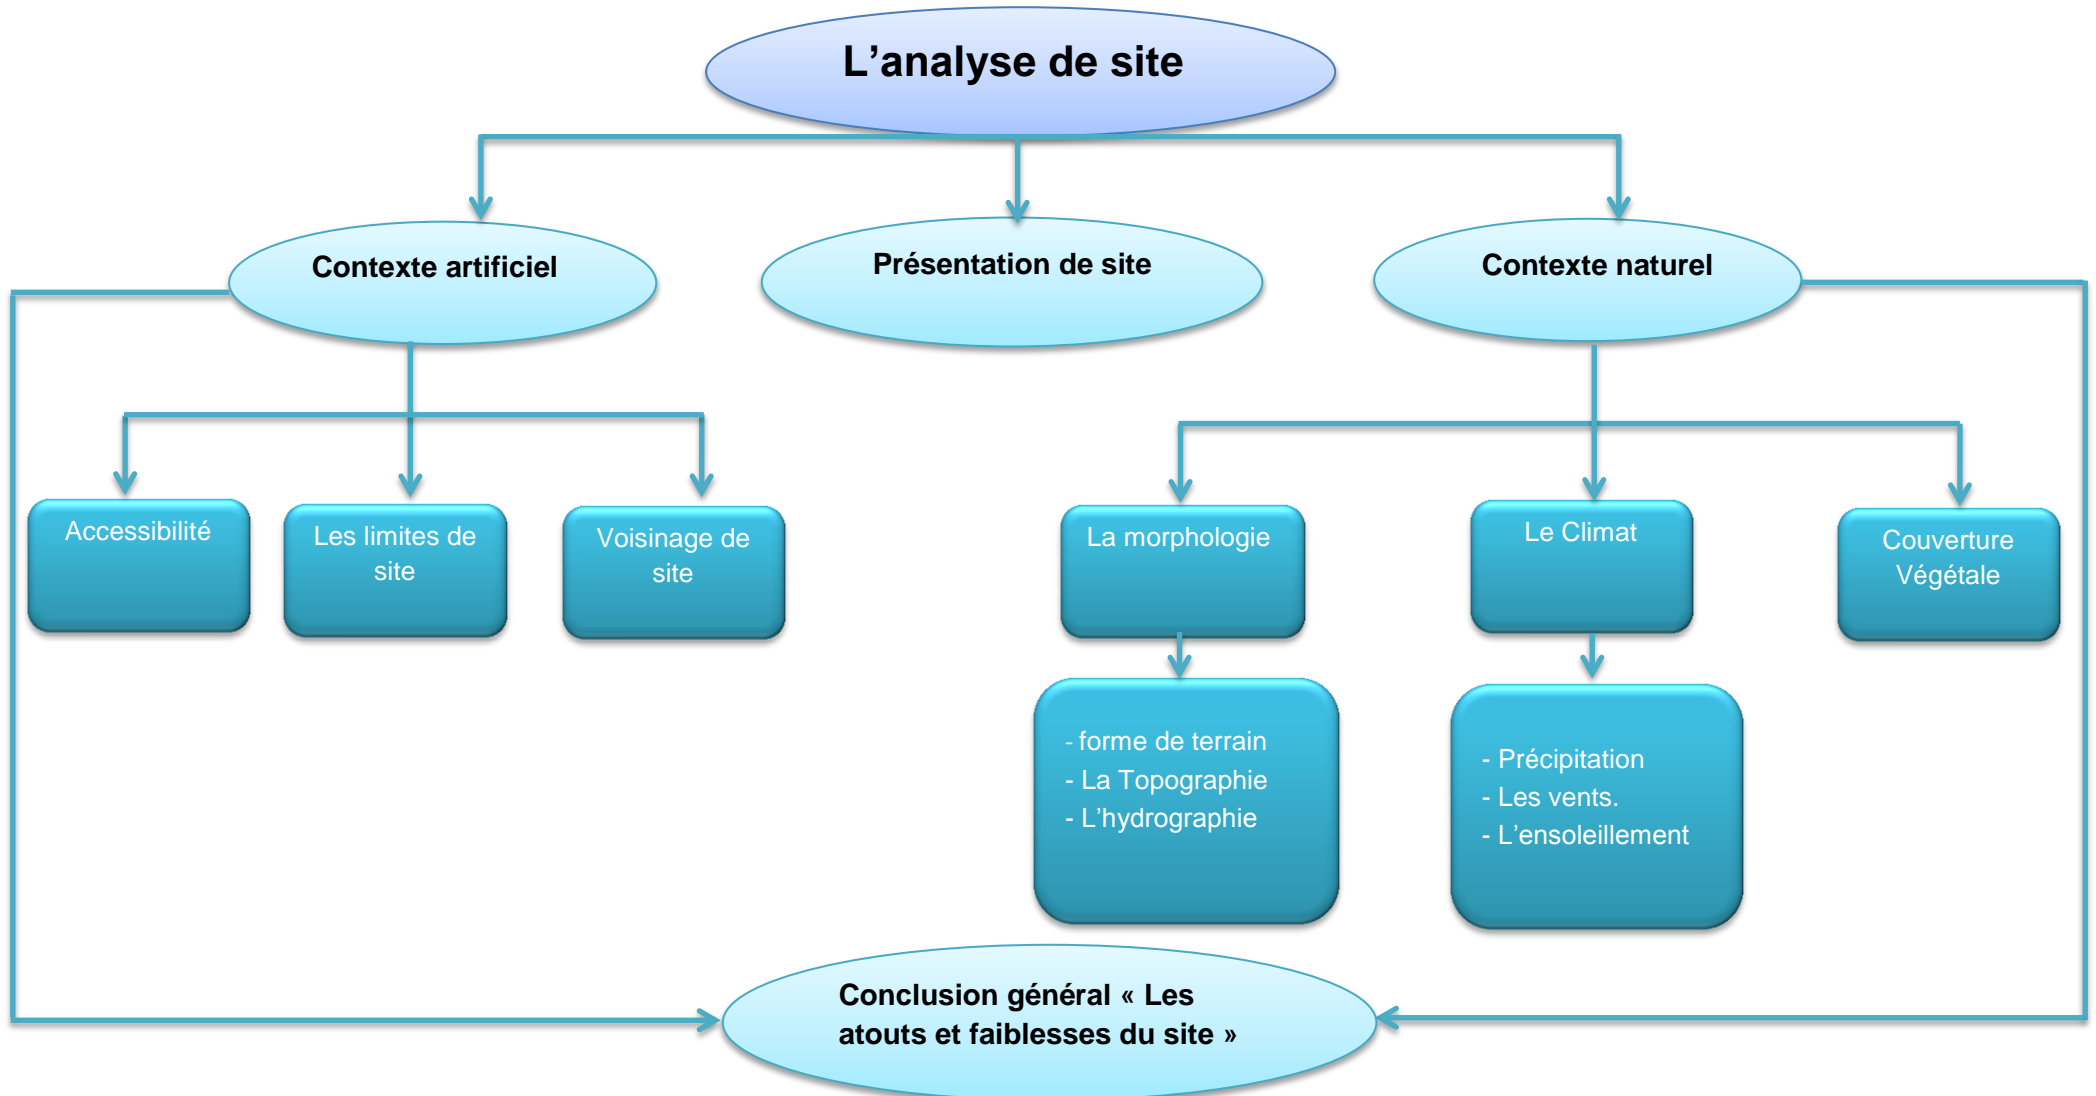 L’analyse de site
Contexte artificiel
Présentation de site
Contexte naturel
Accessibilité
Les limites de
site
Voisinage de
site
La morphologie
Le Climat
Couverture
Végétale
- forme de terrain
- La Topographie
- L’hydrographie
- Précipitation
- Les vents.
- L’ensoleillement
Conclusion général « Les
atouts et faiblesses du site »